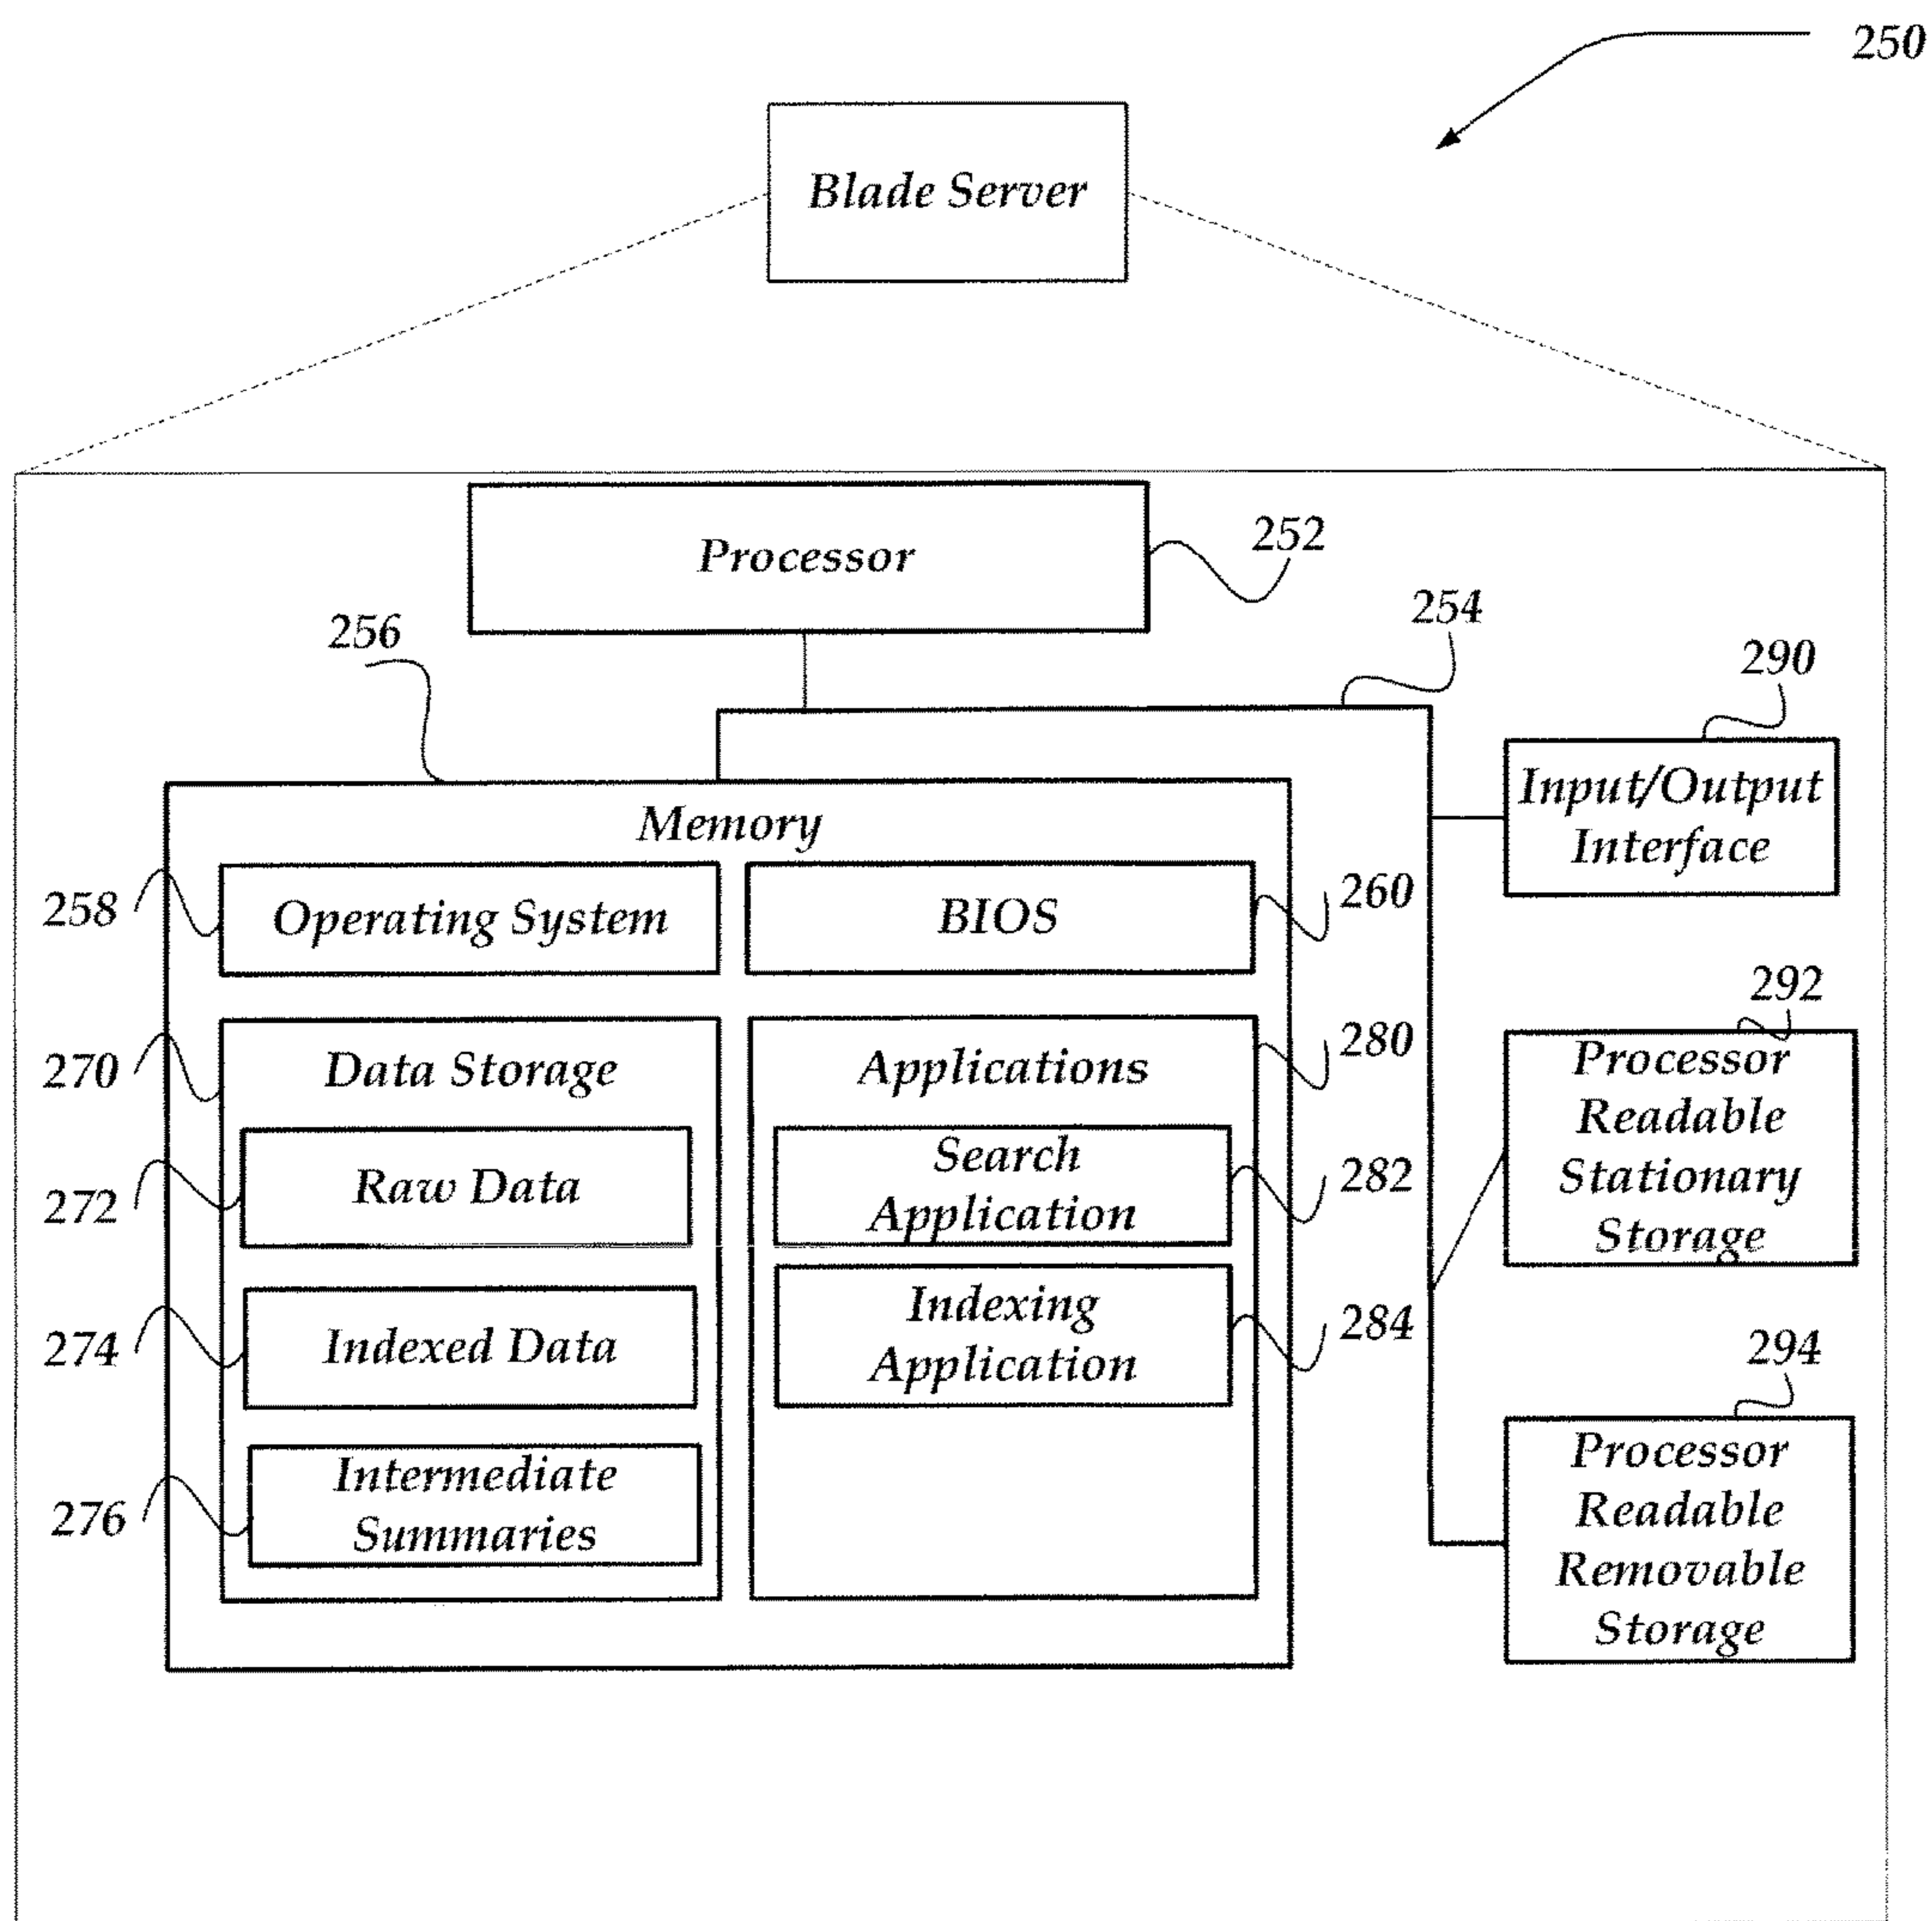 250
Blade Server
Processor
252
254
256
290
Input/Output
Interface
Memory
258
Operating System
BIOS
260
292
Processor
Readable
Stationary
Storage
270
Data Storage
Applications
280
Search
Application
282
272
Raw Data
Indexing
Application
284
274
Indexed Data
294
Processor
Readable
Removable
Storage
276
Intermediate
Summaries